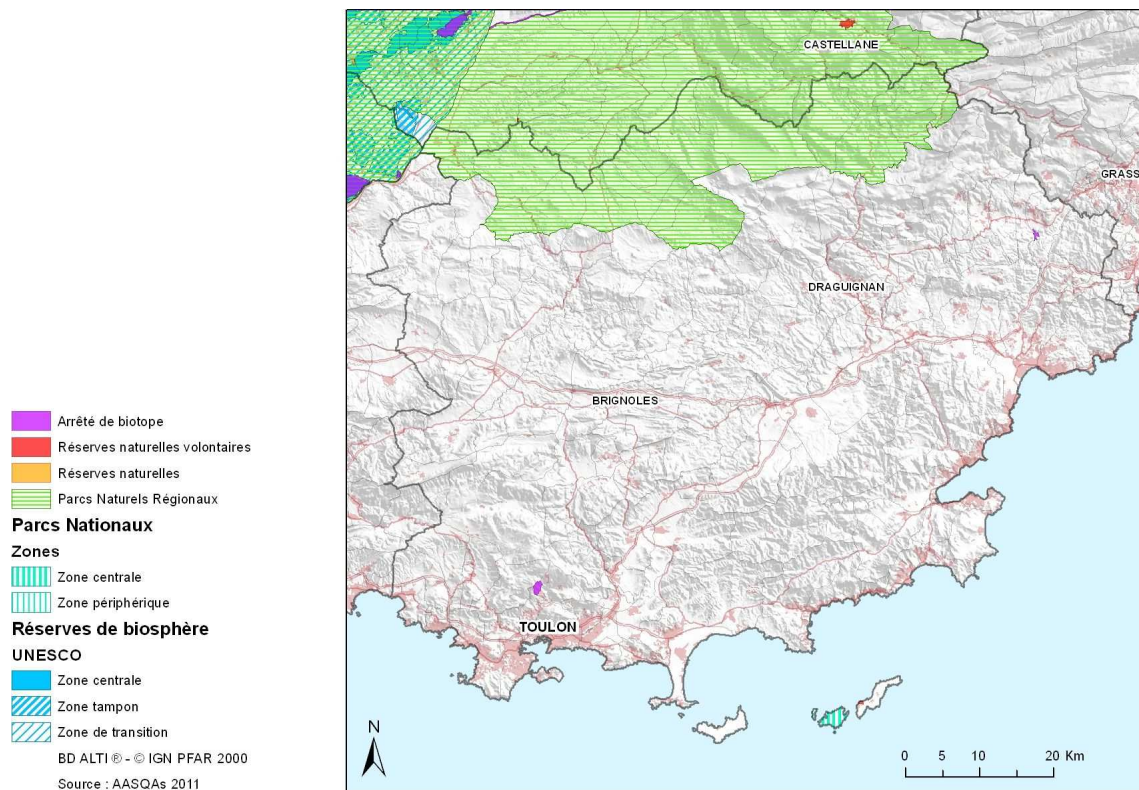 CASTELLANE
GRASS
DRAGUIGNAN
BRIGNOLES
TOULON
Arrêté de biotope
Réserves naturelles volontaires
Réserves naturelles
Parcs Naturels Régionaux
Parcs Nationaux
Zones
Zone centrale
Zone périphérique
Réserves de biosphère
UNESCO
Zone centrale
Zone tampon
Zone de transition
BD ALTI ® - © IGN PFAR 2000
Source : AASQAs 2011
N
0 5 10 20 Km